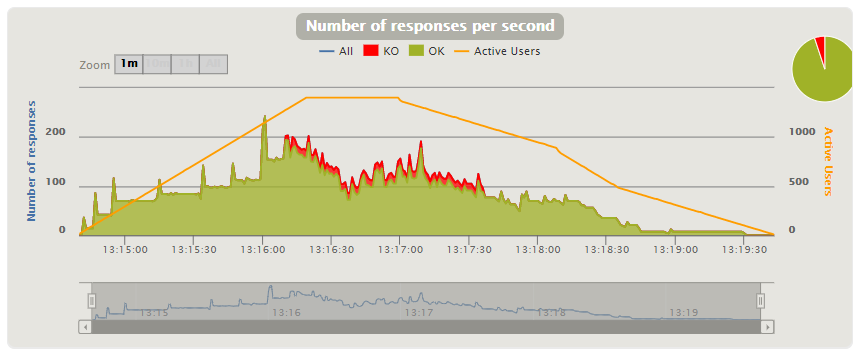 Number of responses per second
All KO OK Active Users
Zoom 1m 10m 1h All
Number of responses
200
100
0
1000
500
0
Active Users
13:15:00 13:15:30 13:16:00 13:16:30 13:17:00 13:17:30 13:18:00 13:18:30 13:19:00 13:19:30
13:15 13:16 13:17 13:18 13:19